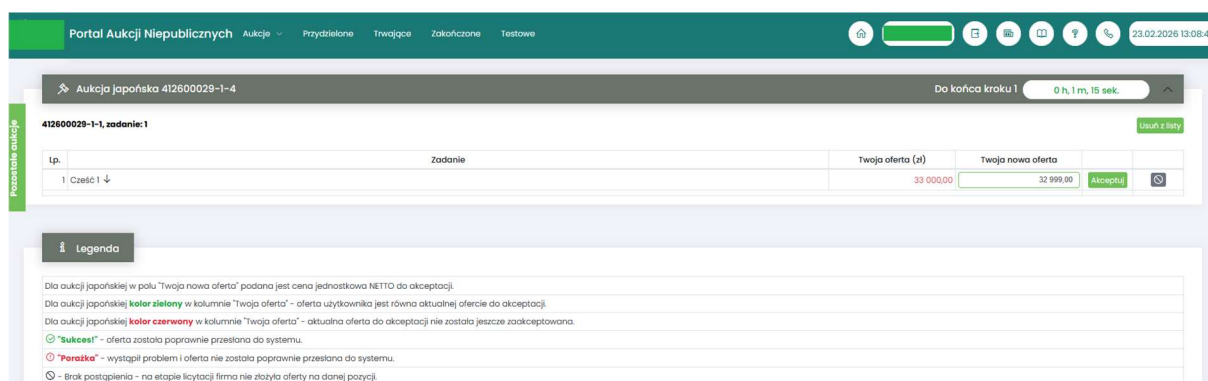 Portal Aukcji Niepublicznych Aukcje Przydzielone Trwające Zakończone Testowe 23.02.2026 13:08:4
Aukcja japońska 412600029-1-4 Do końca kroku 1 0 h, 1 m, 15 sek.
Pozostałe aukcje
412600029-1-1, zadanie: 1 Usuń z listy
Lp. Zadanie Twoja oferta (zł) Twoja nowa oferta
1 Cześć 1 ↓ 33 000,00 32 999,00 Akceptuj
Legenda
Dla aukcji japońskiej w polu "Twoja nowa oferta" podana jest cena jednostkowa NETTO do akceptacji.
Dla aukcji japońskiej kolor zielony w kolumnie "Twoja oferta" - oferta użytkownika jest równa aktualnej ofercie do akceptacji.
Dla aukcji japońskiej kolor czerwony w kolumnie "Twoja oferta" - aktualna oferta do akceptacji nie została jeszcze zaakceptowana.
"Sukces!" - oferta została poprawnie przesłana do systemu.
"Porażka" - wystąpił problem i oferta nie została poprawnie przesłana do systemu.
- Brak postąpienia - na etapie licytacji firma nie złożyła oferty na danej pozycji.